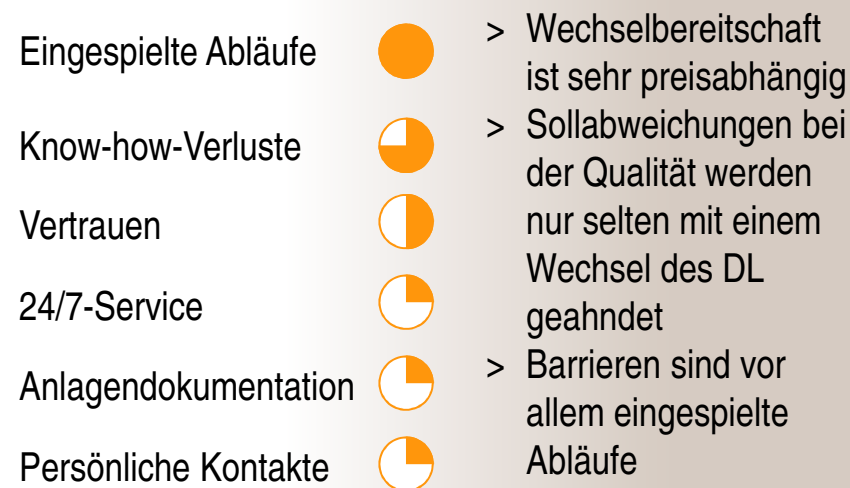 Eingespielte Abläufe
Know-how-Verluste
Vertrauen
24/7-Service
Anlagendokumentation
Persönliche Kontakte
> Wechselbereitschaft
ist sehr preisabhängig
> Sollabweichungen bei
der Qualität werden
nur selten mit einem
Wechsel des DL
geahndet
> Barrieren sind vor
allem eingespielte
Abläufe